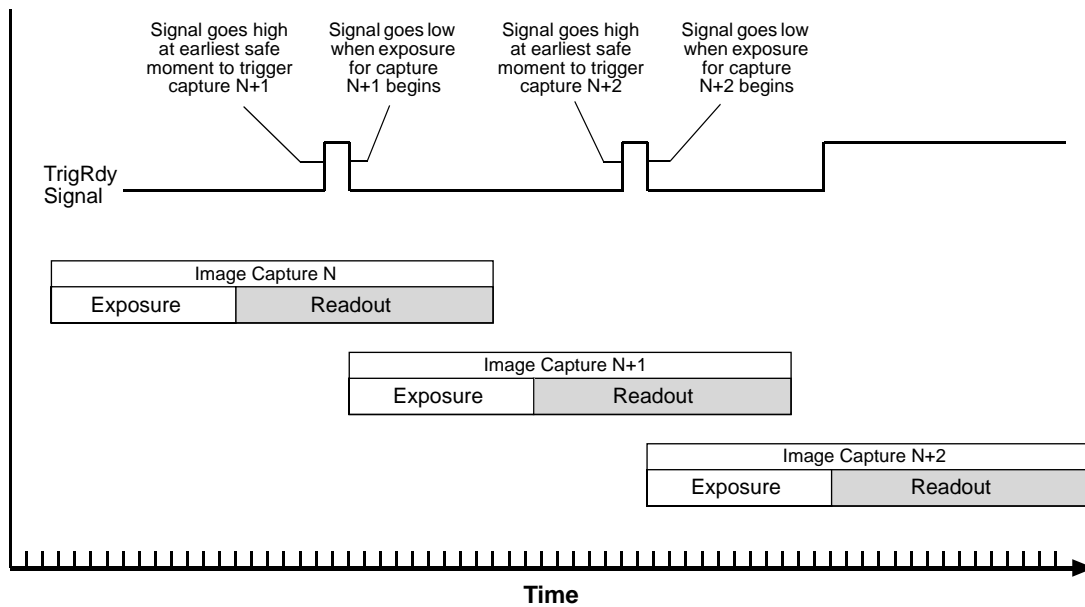 Signal goes high
at earliest safe
moment to trigger
capture N+1
Signal goes low
when exposure
for capture
N+1 begins
Signal goes high
at earliest safe
moment to trigger
capture N+2
Signal goes low
when exposure
for capture
N+2 begins
TrigRdy
Signal
Image Capture N
Exposure Readout
Image Capture N+1
Exposure Readout
Image Capture N+2
Exposure Readout
Time